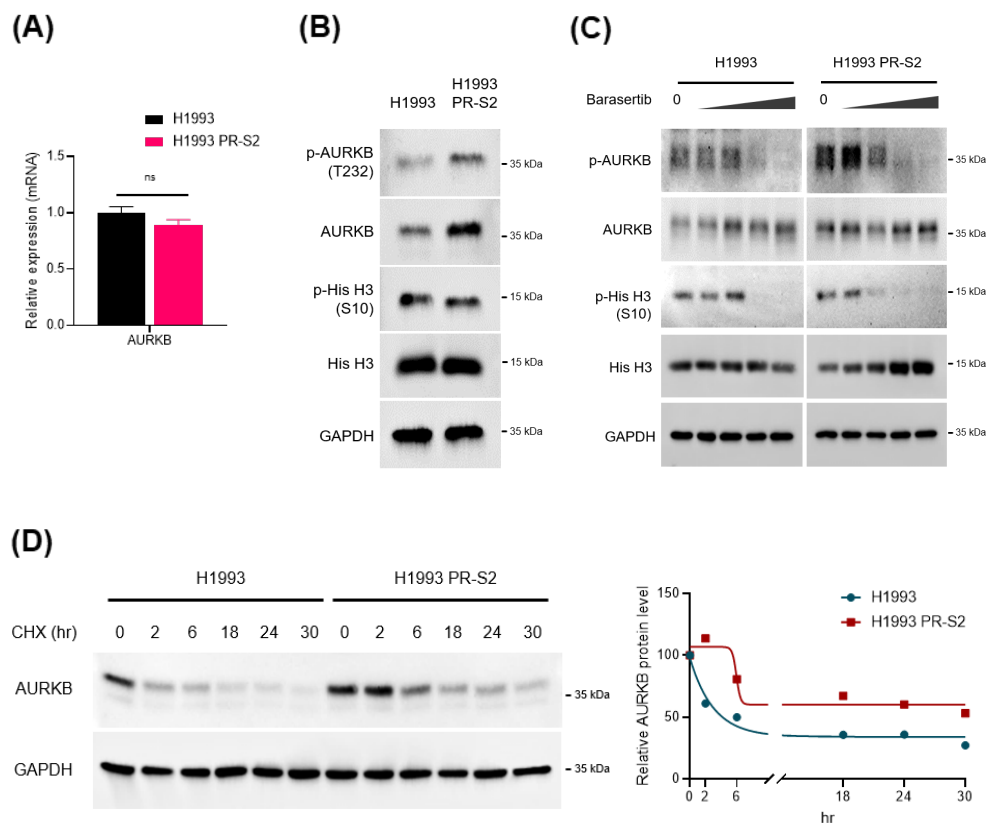 (A)
H1993
H1993 PR-S2
Relative expression (mRNA)
1.5
1.0
0.5
0.0
ns
AURKB
(B)
H1993
H1993
PR-S2
p-AURKB
(T232)
35 kDa
AURKB
35 kDa
p-His H3
(S10)
15 kDa
His H3
15 kDa
GAPDH
35 kDa
(C)
H1993
H1993 PR-S2
Barasertib
0
0
p-AURKB
35 kDa
AURKB
35 kDa
p-His H3
(S10)
15 kDa
His H3
15 kDa
GAPDH
35 kDa
(D)
H1993
H1993 PR-S2
CHX (hr)
0 2 6 18 24 30 0 2 6 18 24 30
AURKB
35 kDa
GAPDH
35 kDa
H1993
H1993 PR-S2
Relative AURKB protein level
150
100
50
0
0 2 6 18 24 30
hr